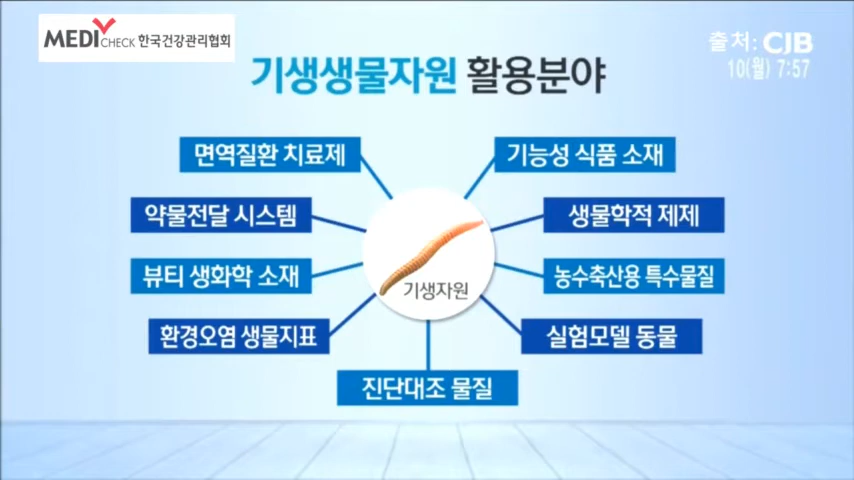 MEDI CHECK 한국건강관리협회
출처: CJB
10(월) 7:57
기생생물자원 활용분야
면역질환 치료제
기능성 식품 소재
약물전달 시스템
생물학적 제제
뷰티 생화학 소재
농수축산용 특수물질
환경오염 생물지표
실험모델 동물
진단대조 물질
기생자원